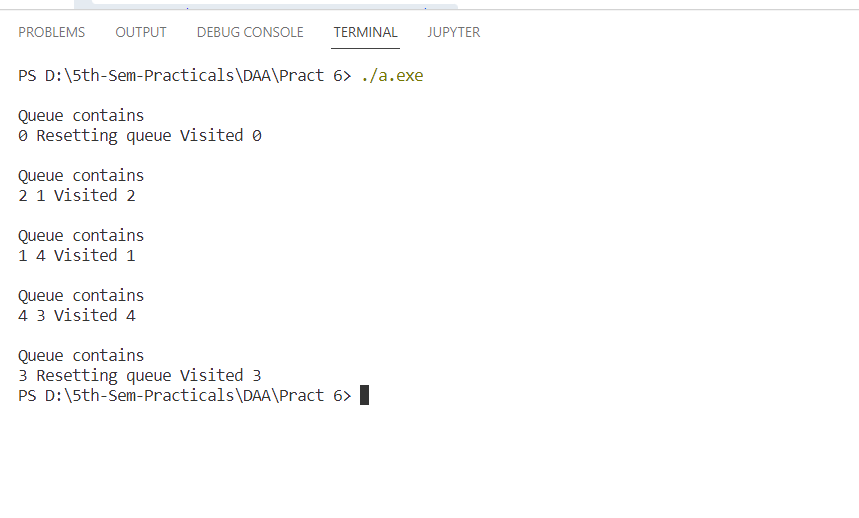 PROBLEMS OUTPUT DEBUG CONSOLE TERMINAL JUPYTER
PS D:\5th-Sem-Practicals\DAA\Pract 6> ./a.exe
Queue contains
0 Resetting queue Visited 0
Queue contains
2 1 Visited 2
Queue contains
1 4 Visited 1
Queue contains
4 3 Visited 4
Queue contains
3 Resetting queue Visited 3
PS D:\5th-Sem-Practicals\DAA\Pract 6>